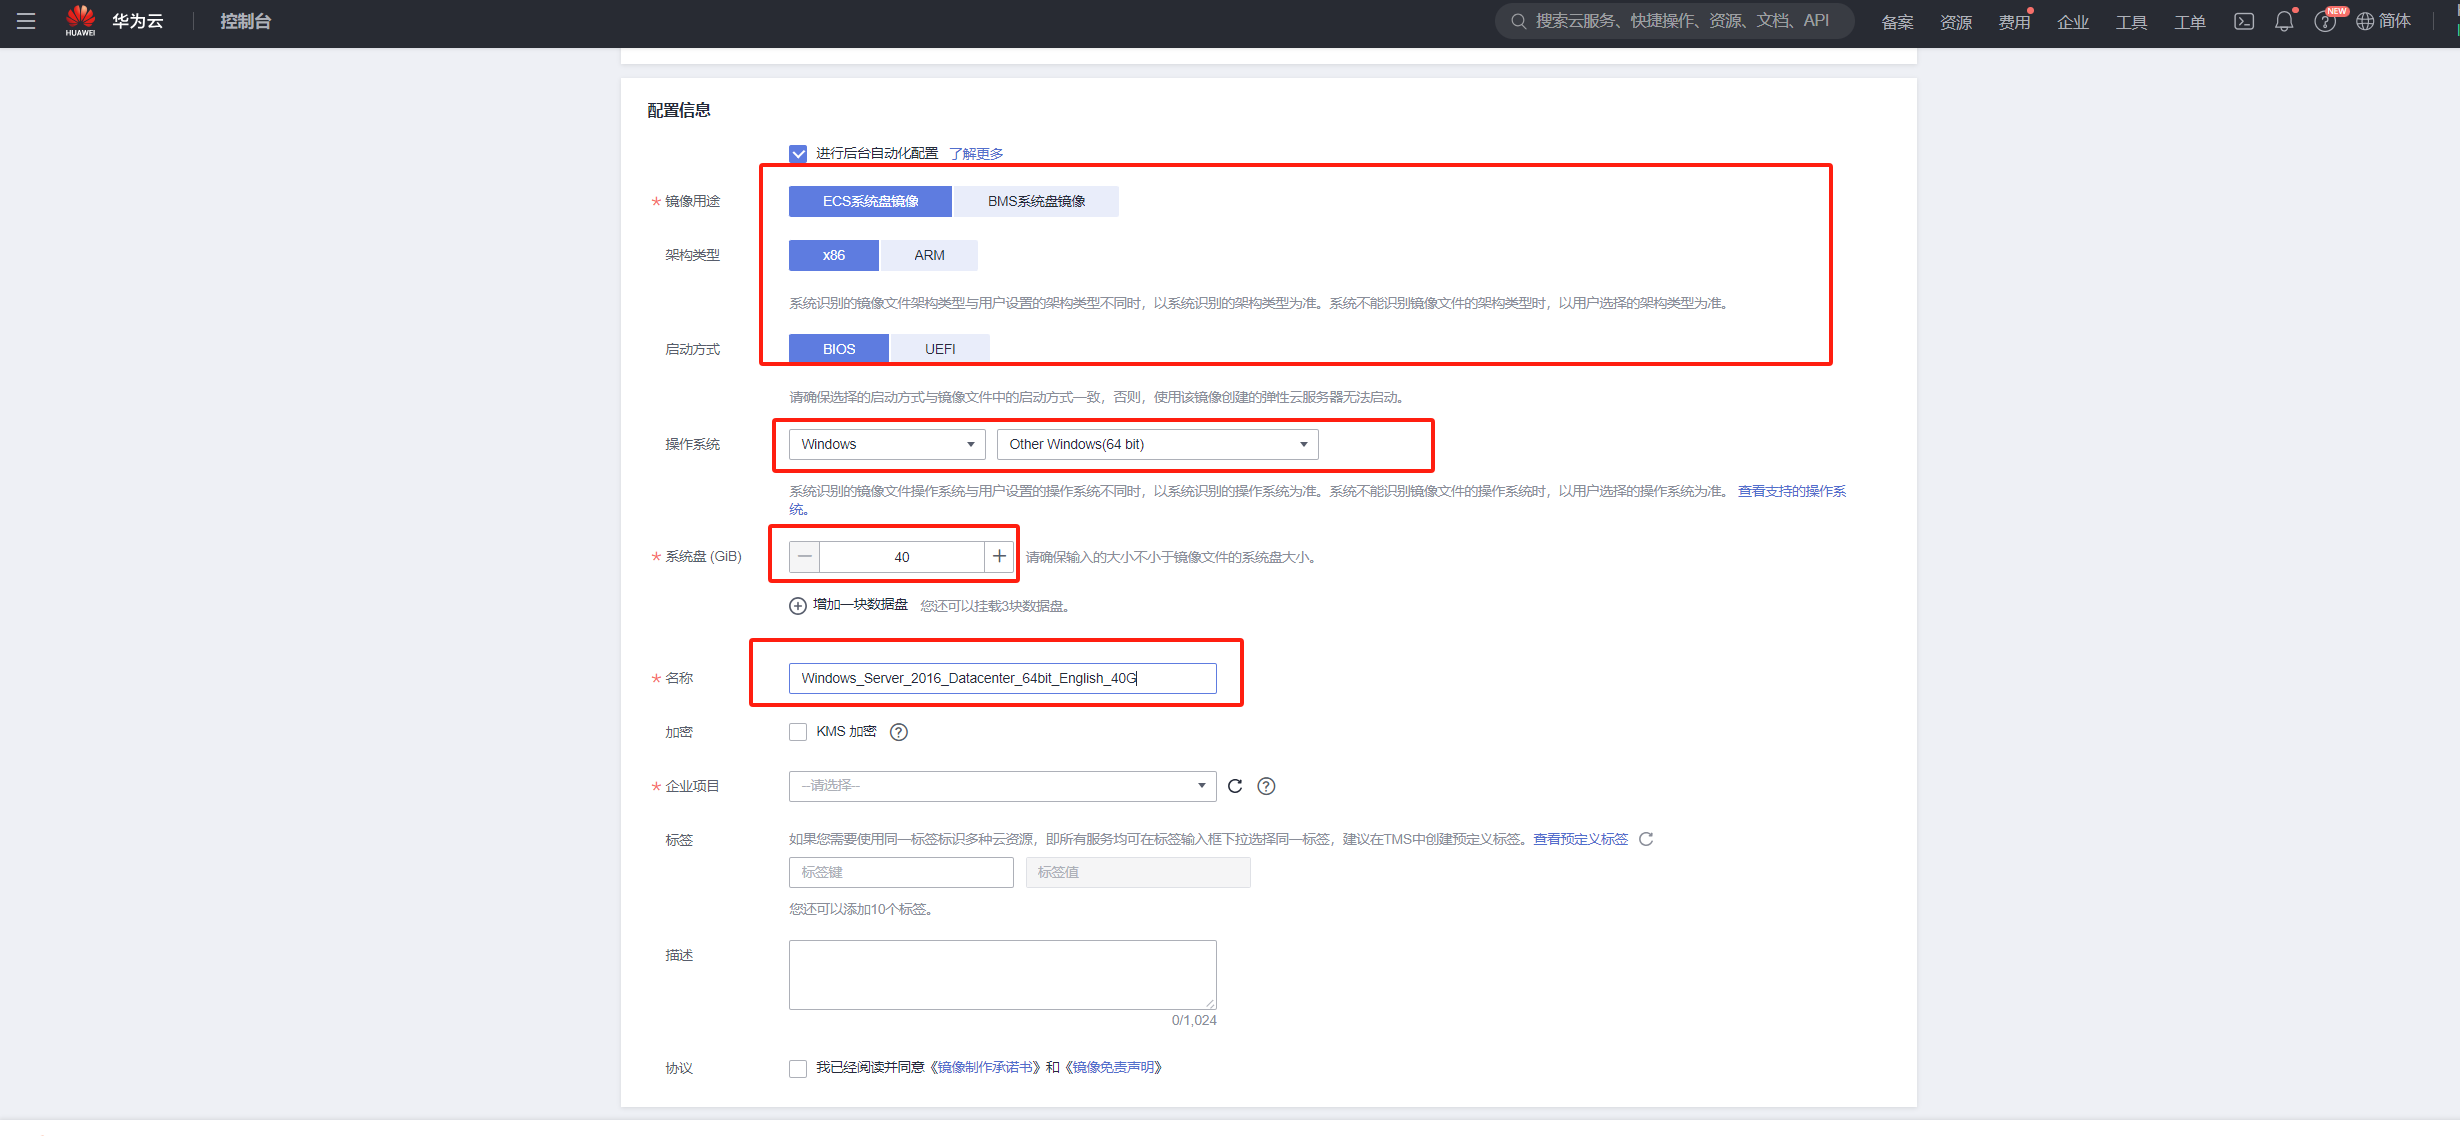 HUAWEI
华为云
控制台
搜索云服务、快捷操作、资源、文档、API
备案
资源
费用
企业
工具
工单
NEW
简体
配置信息
进行后台自动化配置 了解更多
* 镜像用途 ECS系统盘镜像 BMS系统盘镜像
架构类型 x86 ARM
系统识别的镜像文件架构类型与用户设置的架构类型不同时，以系统识别的架构类型为准。系统不能识别镜像文件的架构类型时，以用户选择的架构类型为准。
启动方式 BIOS UEFI
请确保选择的启动方式与镜像文件中的启动方式一致，否则，使用该镜像创建的弹性云服务器无法启动。
操作系统 Windows Other Windows(64 bit)
系统识别的镜像文件操作系统与用户设置的操作系统不同时，以系统识别的操作系统为准。系统不能识别镜像文件的操作系统时，以用户选择的操作系统为准。 查看支持的操作系
统。
* 系统盘 (GiB) 40 请确保输入的大小不小于镜像文件的系统盘大小。
增加一块数据盘 您还可以挂载3块数据盘。
* 名称 Windows_Server_2016_Datacenter_64bit_English_40G
加密 KMS 加密
* 企业项目 --请选择--
标签 如果您需要使用同一标签标识多种云资源，即所有服务均可在标签输入框下拉选择同一标签，建议在TMS中创建预定义标签。 查看预定义标签
标签键 标签值
您还可以添加10个标签。
描述
0/1,024
协议 我已经阅读并同意《镜像制作承诺书》和《镜像免责声明》